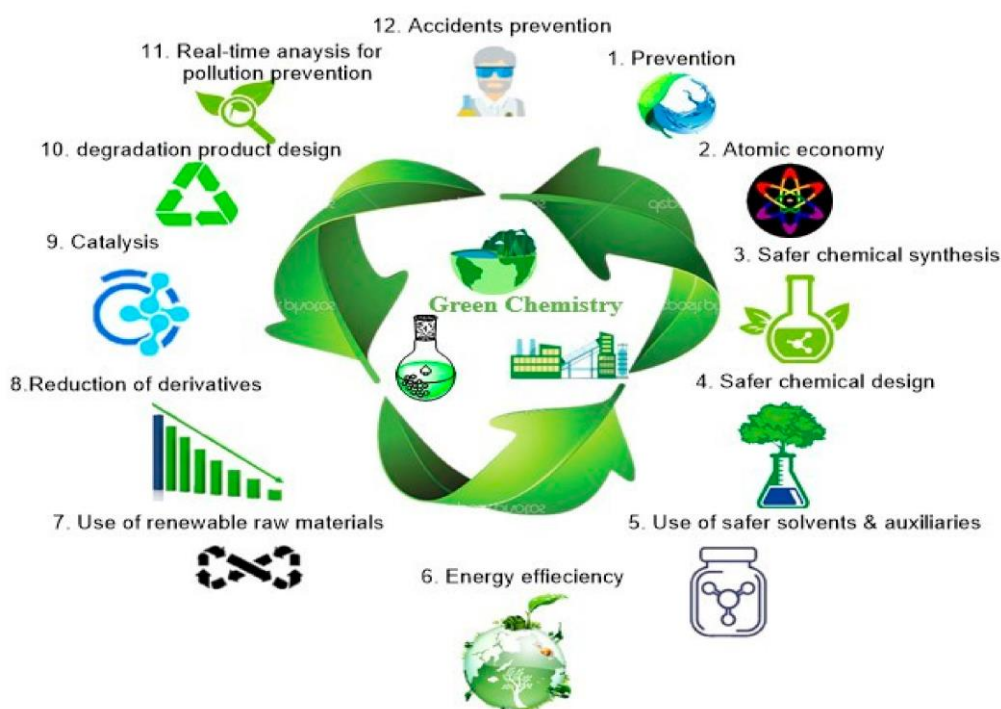 12. Accidents prevention
1. Prevention
2. Atomic economy
3. Safer chemical synthesis
4. Safer chemical design
5. Use of safer solvents & auxiliaries
6. Energy effieciency
7. Use of renewable raw materials
8.Reduction of derivatives
9. Catalysis
10. degradation product design
11. Real-time anaysis for
pollution prevention
Green Chemistry